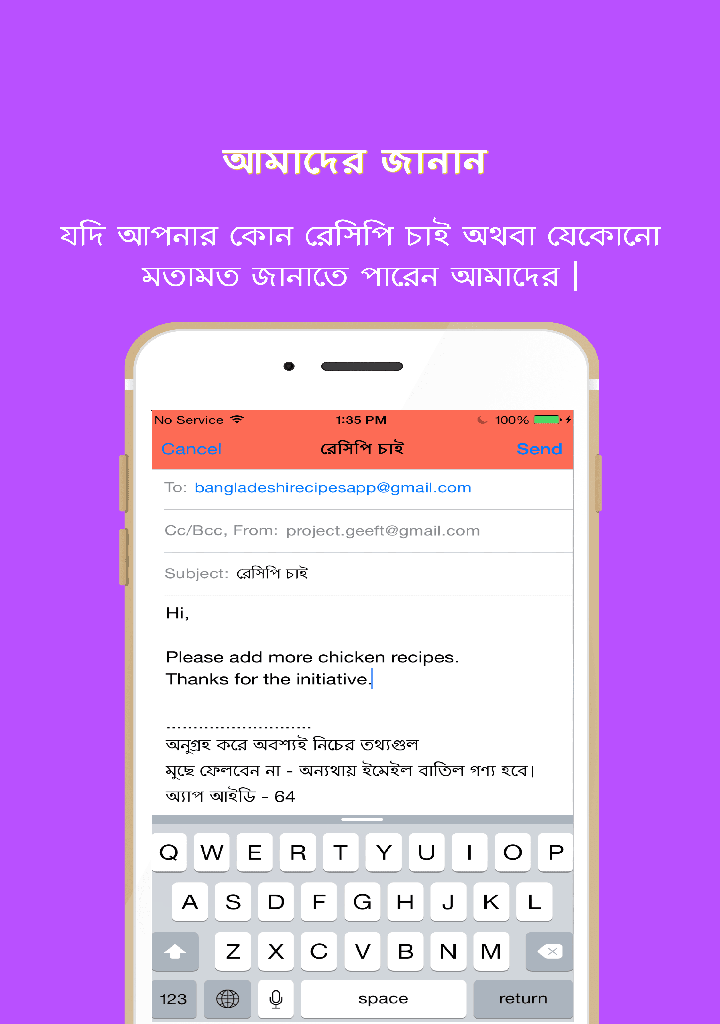 আমাদের জানান
যদি আপনার কোন রেসিপি চাই অথবা যেকোনো
মতামত জানাতে পারেন আমাদের |
No Service 1:35 PM 100%
Cancel রেসিপি চাই Send
To: bangladeshirecipesapp@gmail.com
Cc/Bcc, From: project.geeft@gmail.com
Subject: রেসিপি চাই
Hi,
Please add more chicken recipes.
Thanks for the initiative.
--------------------------
অনুগ্রহ করে অবশ্যই নিচের তথ্যগুল
মুছে ফেলবেন না - অন্যথায় ইমেইল বাতিল গণ্য হবে।
অ্যাপ আইডি - 64
Q W E R T Y U I O P
A S D F G H J K L
Z X C V B N M
123 space return